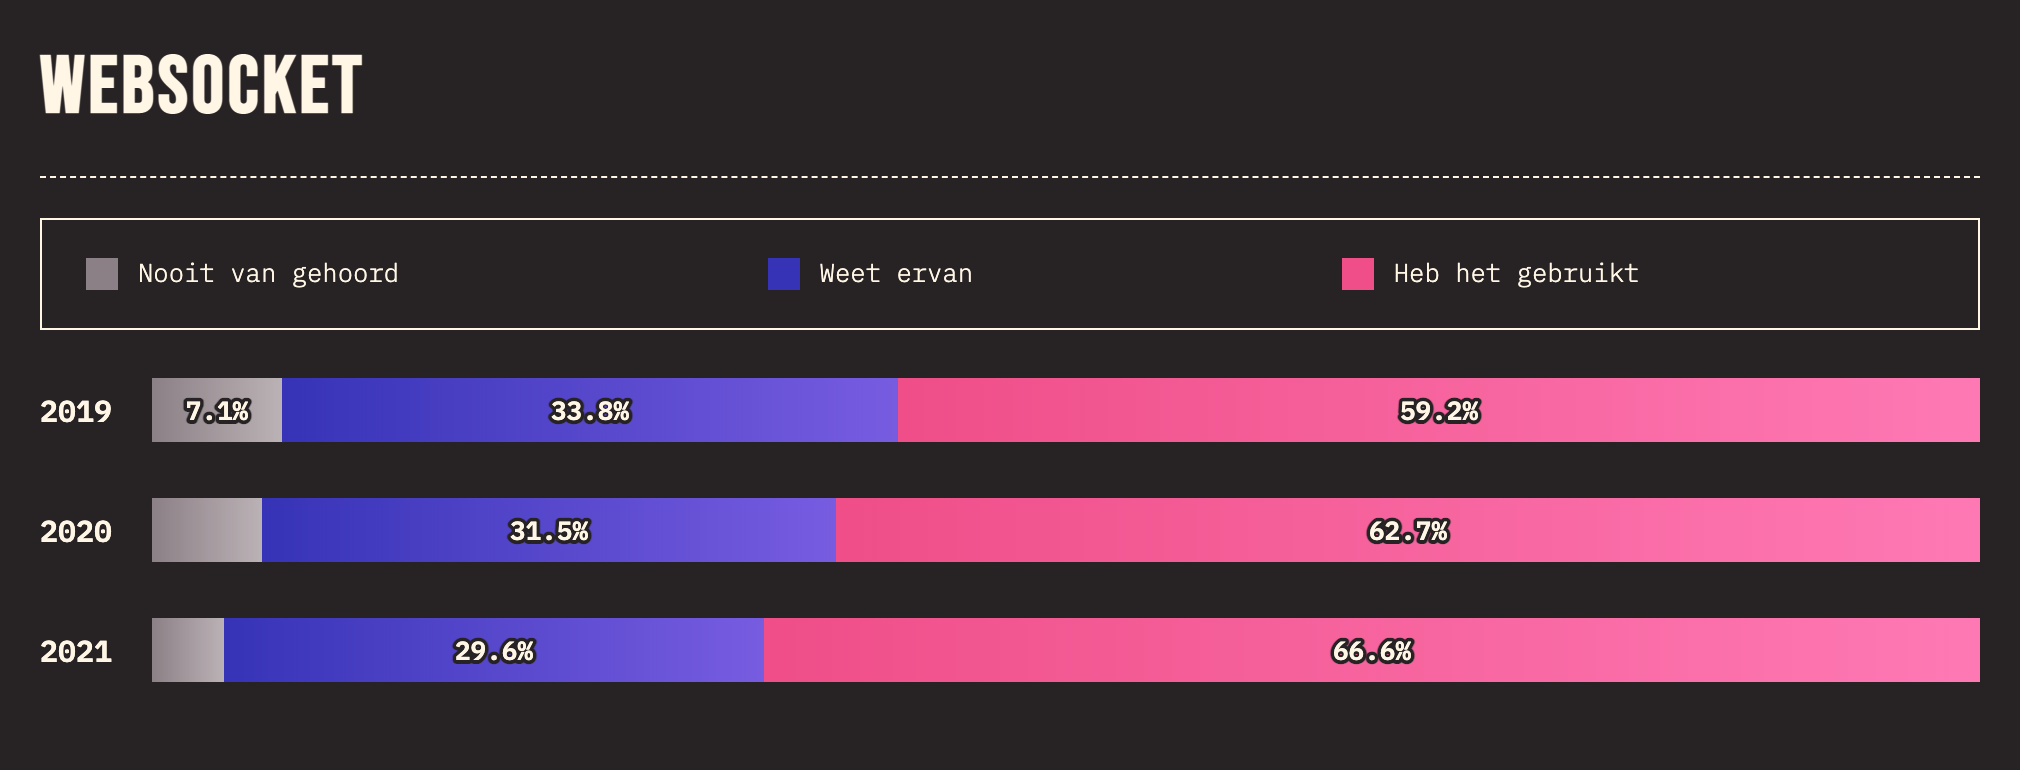 WEBSOCKET
Nooit van gehoord Weet ervan Heb het gebruikt
2019 7.1% 33.8% 59.2%
2020 31.5% 62.7%
2021 29.6% 66.6%